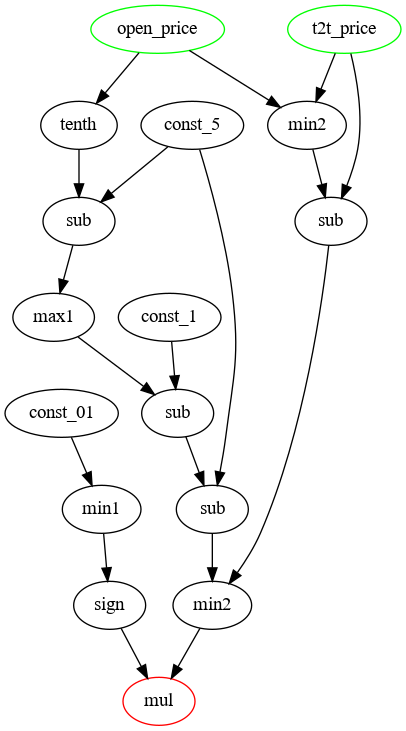 open_price
t2t_price
tenth
const_5
min2
sub
sub
max1
const_1
const_01
sub
min1
sub
sign
min2
mul